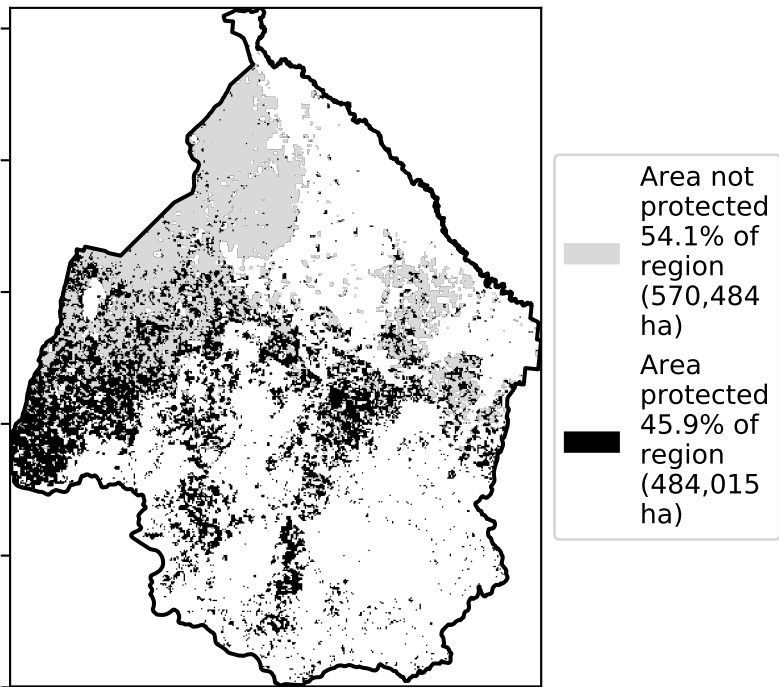 Area not
protected
54.1% of
region
(570,484
ha)
Area
protected
45.9% of
region
(484,015
ha)